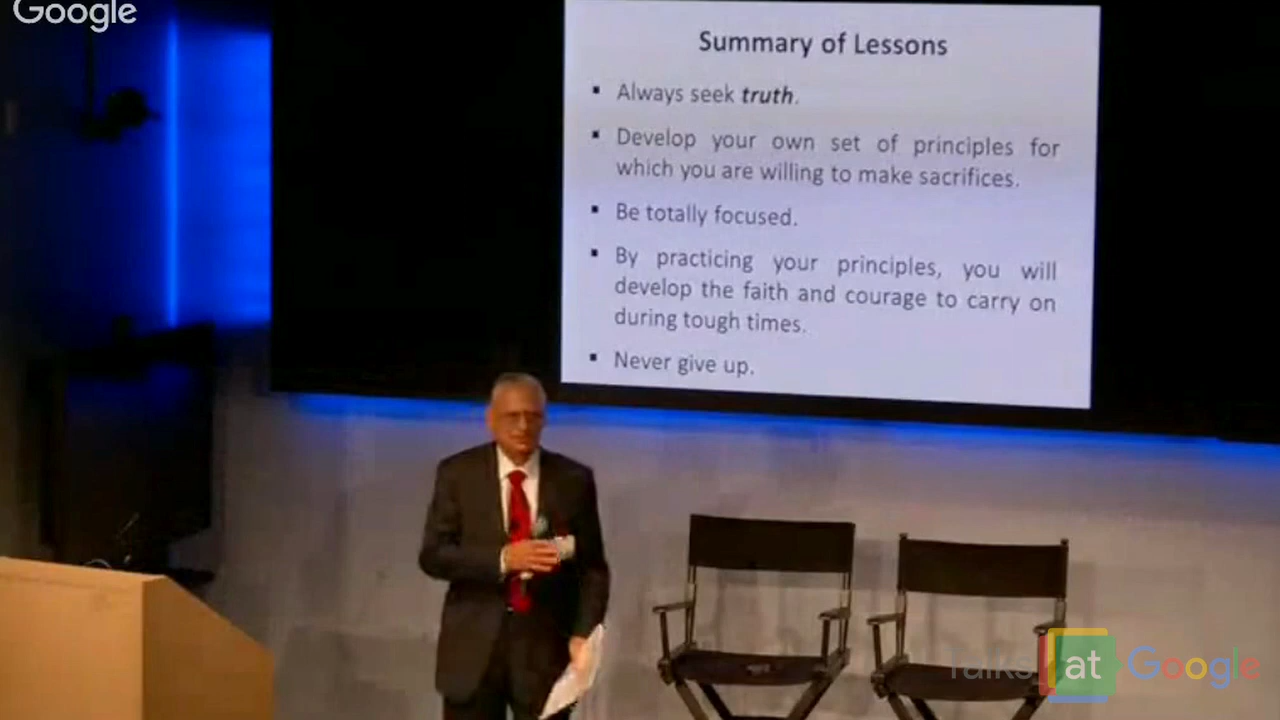 Google
Summary of Lessons
▪ Always seek truth.
▪ Develop your own set of principles for
which you are willing to make sacrifices.
▪ Be totally focused.
▪ By practicing your principles, you will
develop the faith and courage to carry on
during tough times.
▪ Never give up.
Talks at Google